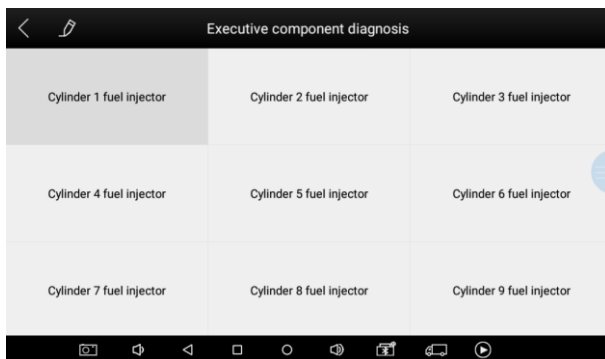 Executive component diagnosis
Cylinder 1 fuel injector
Cylinder 2 fuel injector
Cylinder 3 fuel injector
Cylinder 4 fuel injector
Cylinder 5 fuel injector
Cylinder 6 fuel injector
Cylinder 7 fuel injector
Cylinder 8 fuel injector
Cylinder 9 fuel injector